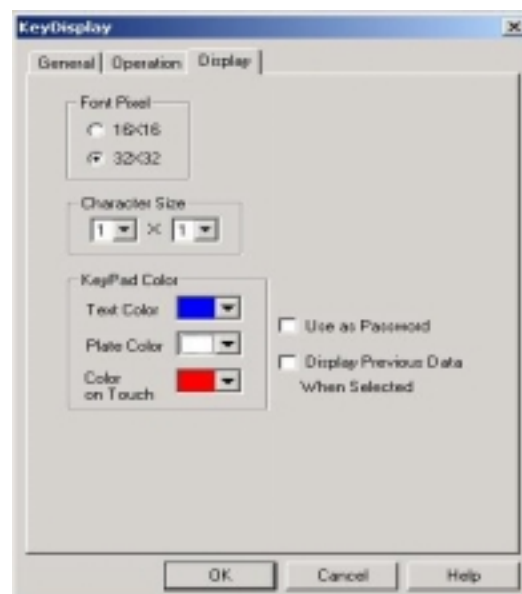 KeyDisplay
General Operation Display
Font Pixel
16X16
32X32
Character Size
1 X 1
KeyPad Color
Text Color
Plate Color
Color
on Touch
Use as Password
Display Previous Data
When Selected
OK Cancel Help